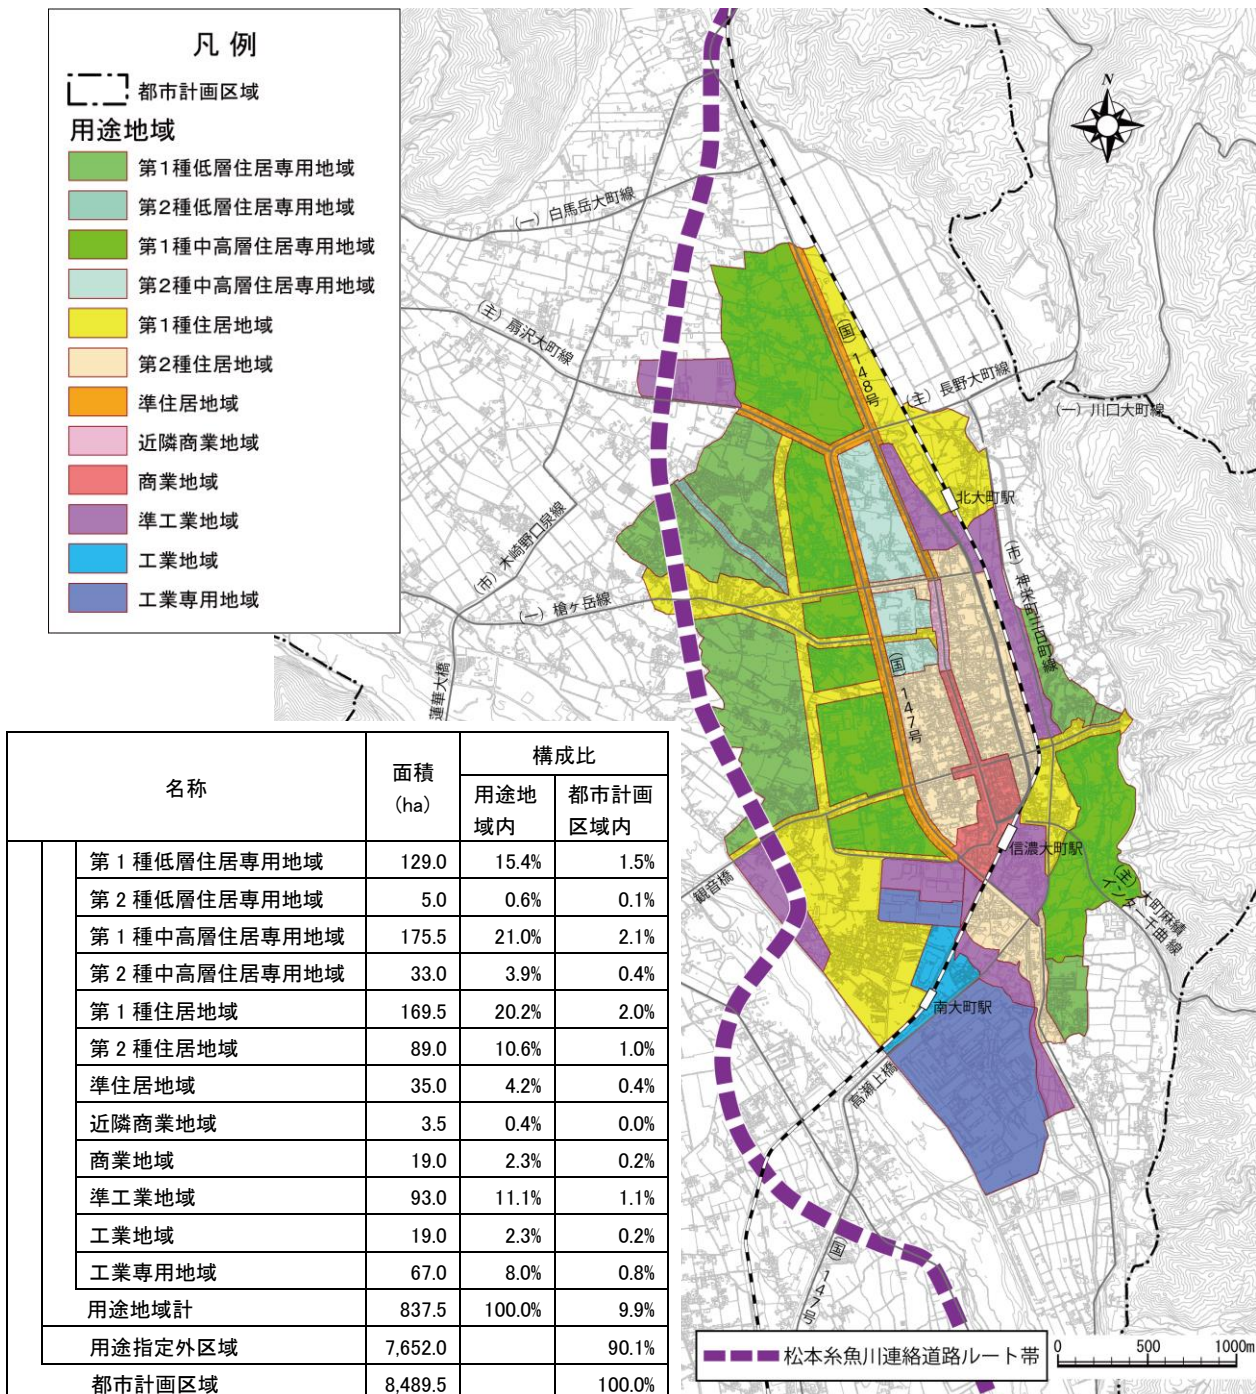 凡例
都市計画区域
用途地域
第1種低層住居専用地域
第2種低層住居専用地域
第1種中高層住居専用地域
第2種中高層住居専用地域
第1種住居地域
第2種住居地域
準住居地域
近隣商業地域
商業地域
準工業地域
工業地域
工業専用地域
N
(一)白馬岳大町線
(主)扇沢大町線
(国)148号
(主)長野大町線
(一)川口大町線
北大町駅
(市)木崎野口泉線
(一)槍ヶ岳線
蓮華大橋
(国)147号
信濃大町駅
観音橋
(主)大町麻績
インター千曲線
南大町駅
高瀬上橋
(国)147号
名称 面積(ha) 構成比
用途地域内 都市計画区域内
第1種低層住居専用地域 129.0 15.4% 1.5%
第2種低層住居専用地域 5.0 0.6% 0.1%
第1種中高層住居専用地域 175.5 21.0% 2.1%
第2種中高層住居専用地域 33.0 3.9% 0.4%
第1種住居地域 169.5 20.2% 2.0%
第2種住居地域 89.0 10.6% 1.0%
準住居地域 35.0 4.2% 0.4%
近隣商業地域 3.5 0.4% 0.0%
商業地域 19.0 2.3% 0.2%
準工業地域 93.0 11.1% 1.1%
工業地域 19.0 2.3% 0.2%
工業専用地域 67.0 8.0% 0.8%
用途地域計 837.5 100.0% 9.9%
用途指定外区域 7,652.0 90.1%
都市計画区域 8,489.5 100.0%
松本糸魚川連絡道路ルート帯
0 500 1000m